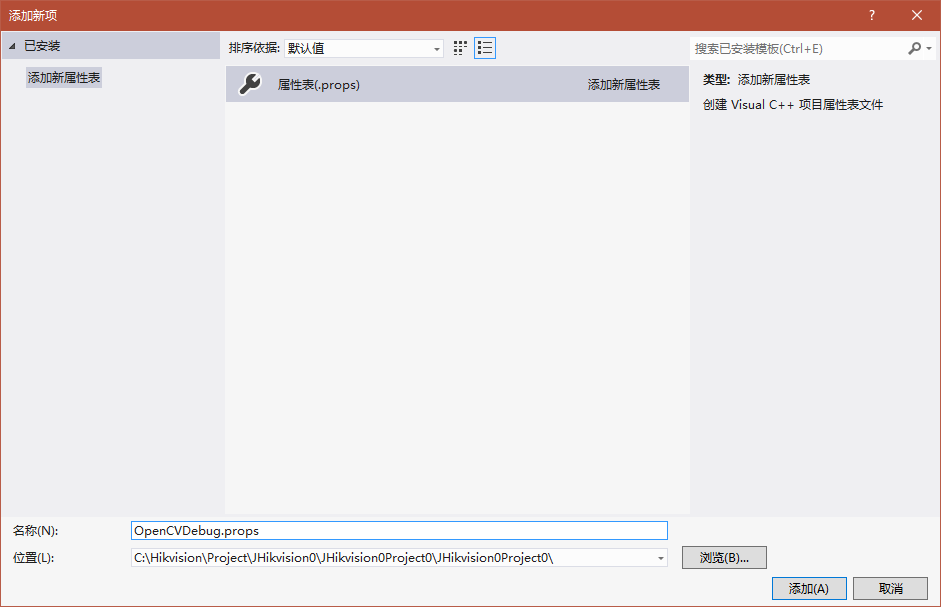 添加新项
?
已安装
添加新属性表
排序依据: 默认值
属性表(.props) 添加新属性表
搜索已安装模板(Ctrl+E)
类型: 添加新属性表
创建 Visual C++ 项目属性表文件
名称(N): OpenCVDebug.props
位置(L): C:\Hikvision\Project\JHikvision0\JHikvision0Project0\JHikvision0Project0\
浏览(B)...
添加(A) 取消